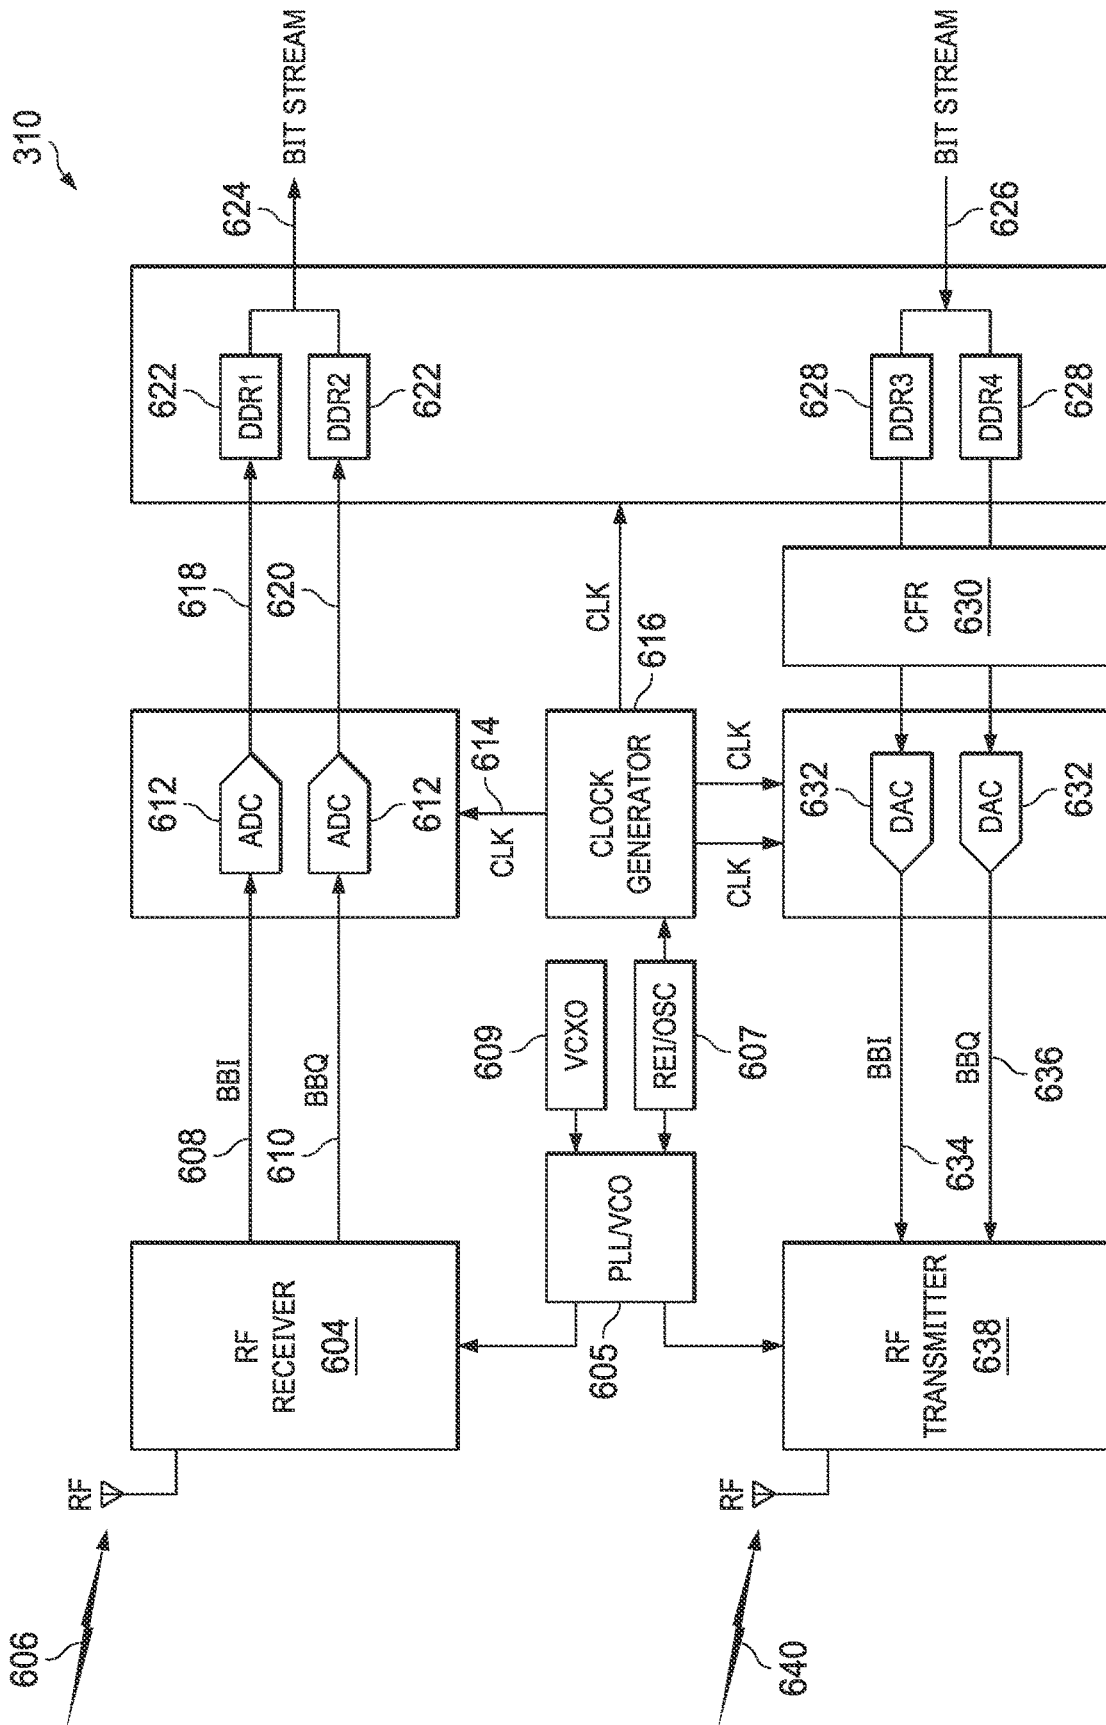 310
606
RF
RF
RECEIVER
604
608
BBI
610
BBQ
612
ADC
ADC
612
618
620
622
DDR1
DDR2
622
624
BIT STREAM
605
PLL/VCO
609
VCXO
REI/OSC
607
CLK
614
CLOCK
GENERATOR
616
CLK
CLK
CLK
640
RF
RF
TRANSMITTER
638
634
BBI
BBQ
636
632
DAC
DAC
632
CFR
630
628
DDR3
DDR4
628
626
BIT STREAM